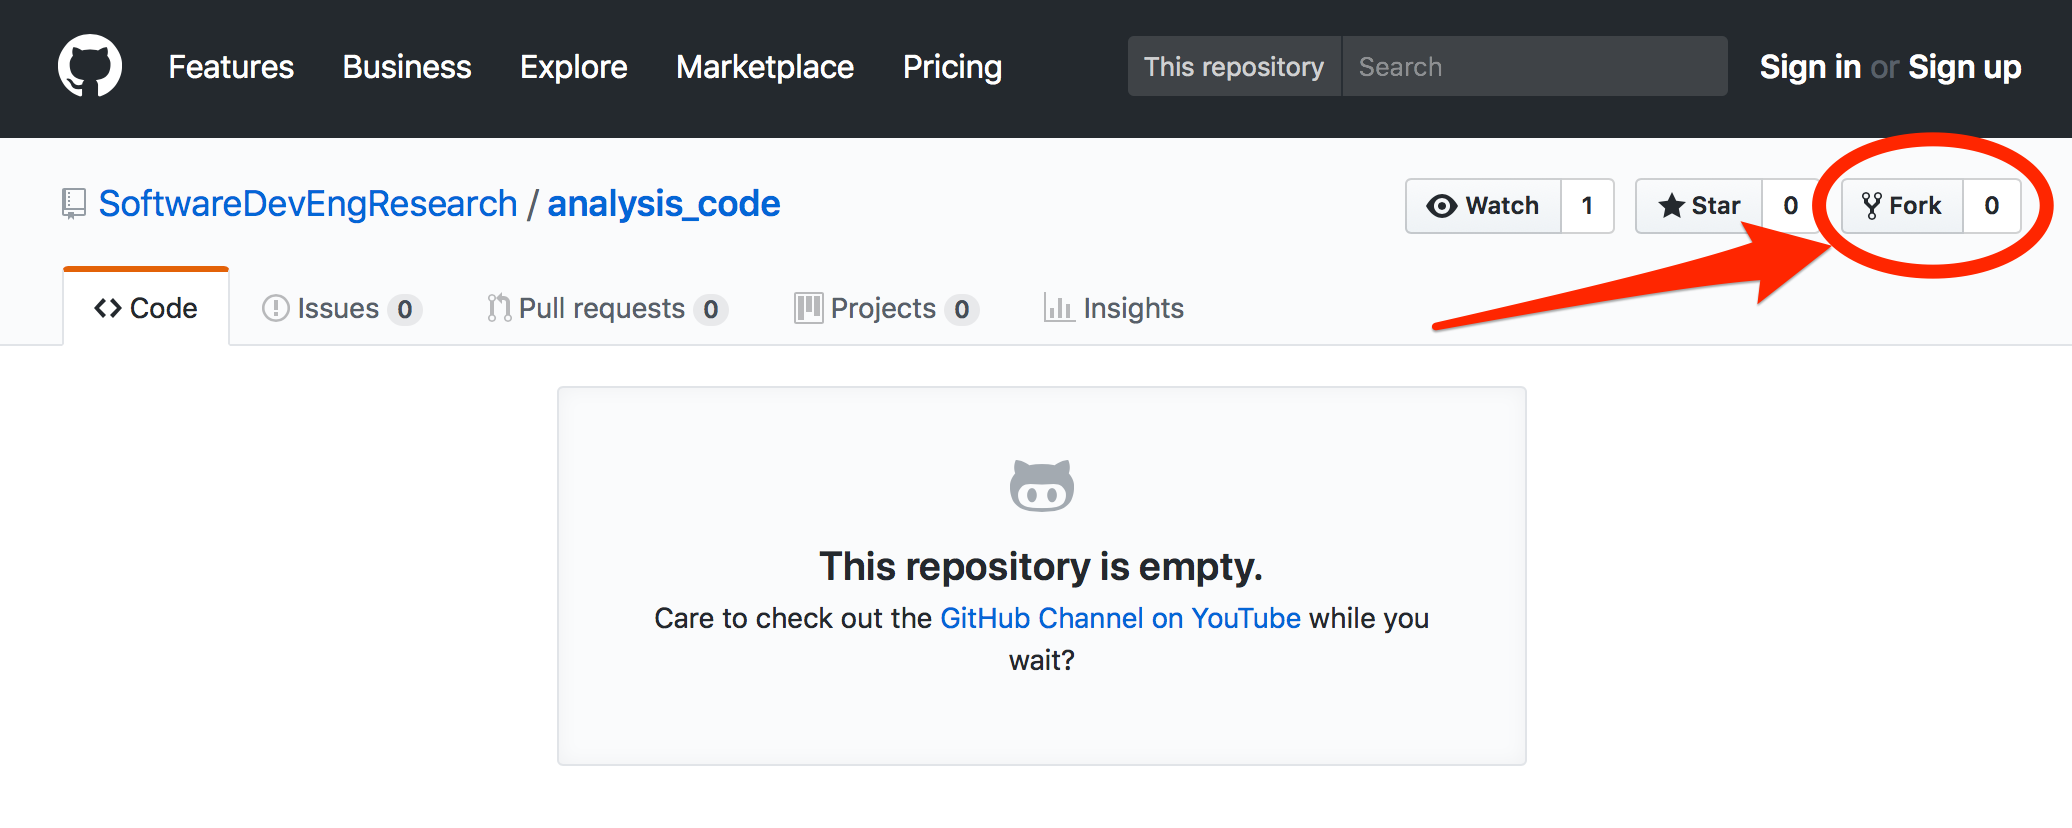 Features Business Explore Marketplace Pricing This repository Search Sign in or Sign up
SoftwareDevEngResearch / analysis_code Watch 1 Star 0 Fork 0
Code Issues 0 Pull requests 0 Projects 0 Insights
This repository is empty.
Care to check out the GitHub Channel on YouTube while you
wait?